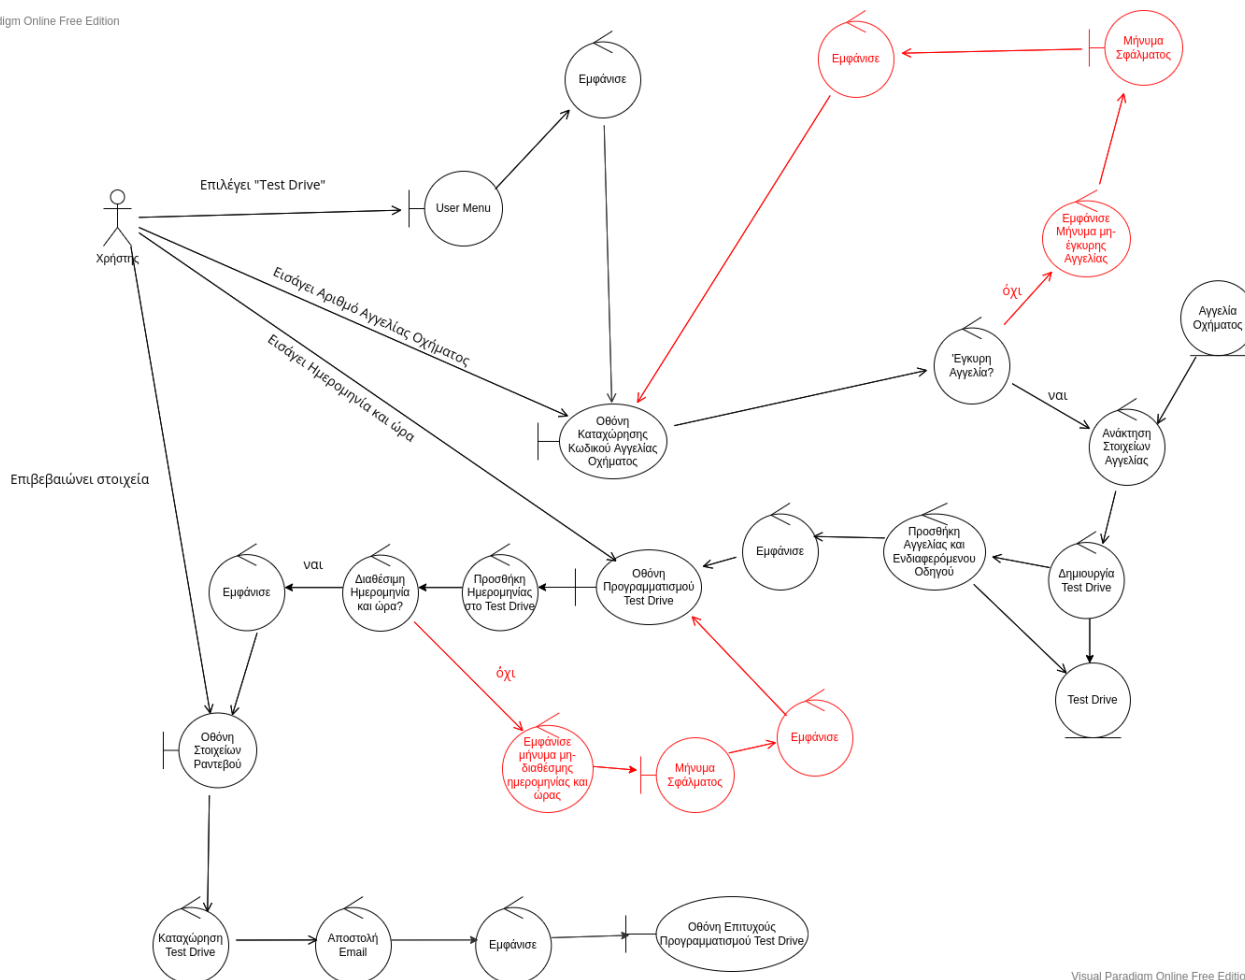 digm Online Free Edition
Εμφάνισε
Εμφάνισε
Μήνυμα
Σφάλματος
Επιλέγει "Test Drive"
User Menu
Χρήστης
Εμφάνισε
Μήνυμα μη-
έγκυρης
Αγγελίας
όχι
Εισάγει Αριθμό Αγγελίας Οχήματος
Εισάγει Ημερομηνία και ώρα
Αγγελία
Οχήματος
Έγκυρη
Αγγελία?
ναι
Οθόνη
Καταχώρησης
Κωδικού Αγγελίας
Οχήματος
Ανάκτηση
Στοιχείων
Αγγελίας
Επιβεβαιώνει στοιχεία
Εμφάνισε
ναι
Διαθέσιμη
Ημερομηνία
και ώρα?
Προσθήκη
Ημερομηνίας
στο Test Drive
Οθόνη
Προγραμματισμού
Test Drive
Εμφάνισε
Προσθήκη
Αγγελίας και
Ενδιαφερόμενου
Οδηγού
Δημιουργία
Test Drive
όχι
Test Drive
Οθόνη
Στοιχείων
Ραντεβού
Εμφάνισε
μήνυμα μη-
διαθέσμης
ημερομηνίας και
ώρας
Μήνυμα
Σφάλματος
Εμφάνισε
Καταχώρηση
Test Drive
Αποστολή
Email
Εμφάνισε
Οθόνη Επιτυχούς
Προγραμματισμού Test Drive
Visual Paradigm Online Free Editio